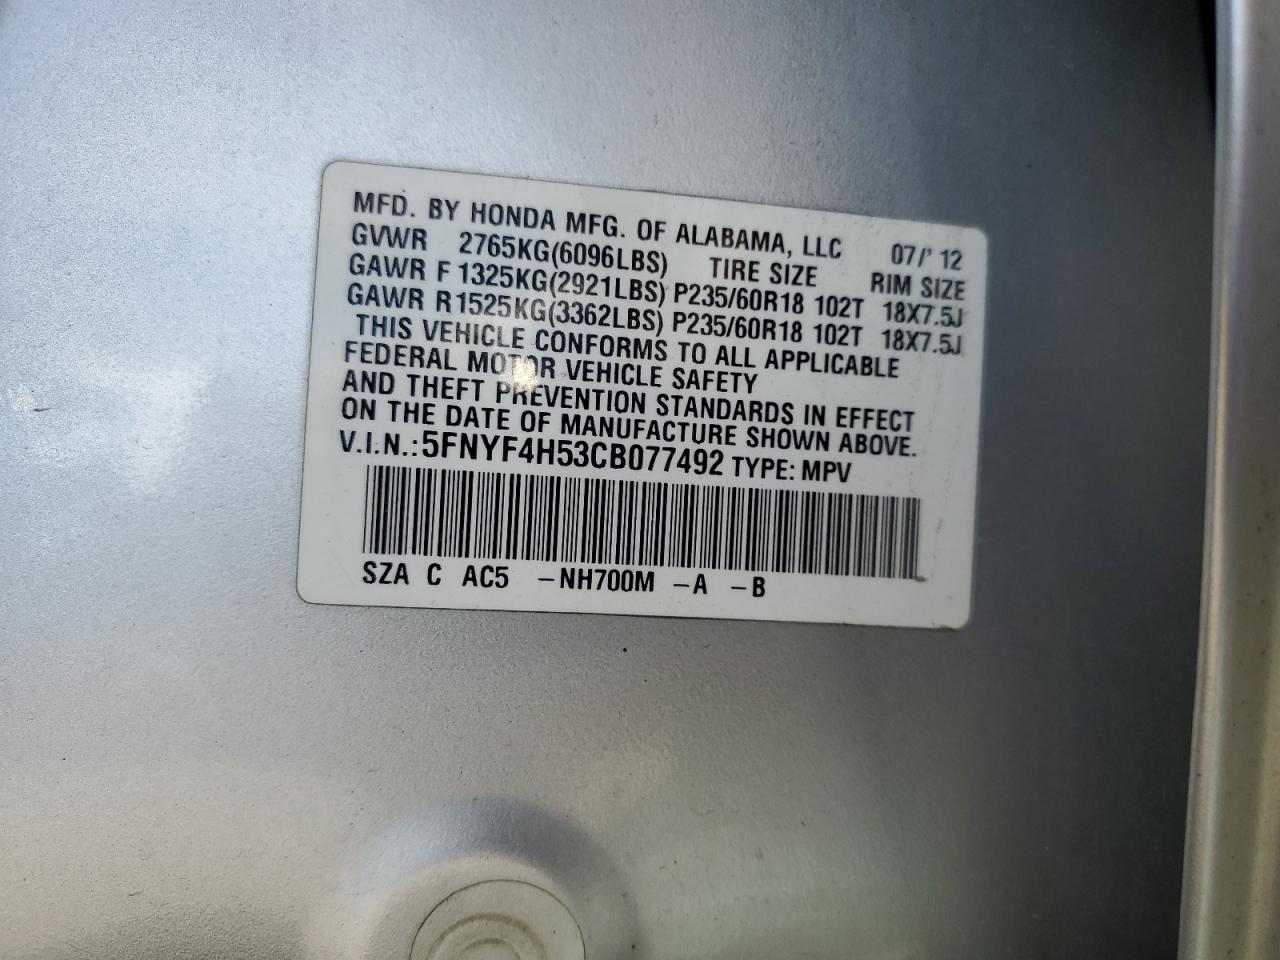 MFD. BY HONDA MFG. OF ALABAMA, LLC 07/' 12
GVWR 2765KG(6096LBS) TIRE SIZE RIM SIZE
GAWR F 1325KG(2921LBS) P235/60R18 102T 18X7.5J
GAWR R1525KG(3362LBS) P235/60R18 102T 18X7.5J
THIS VEHICLE CONFORMS TO ALL APPLICABLE
FEDERAL MOTOR VEHICLE SAFETY
AND THEFT PREVENTION STANDARDS IN EFFECT
ON THE DATE OF MANUFACTURE SHOWN ABOVE.
V.I.N.: 5FNYF4H53CB077492 TYPE: MPV
SZA C AC5 -NH700M -A -B